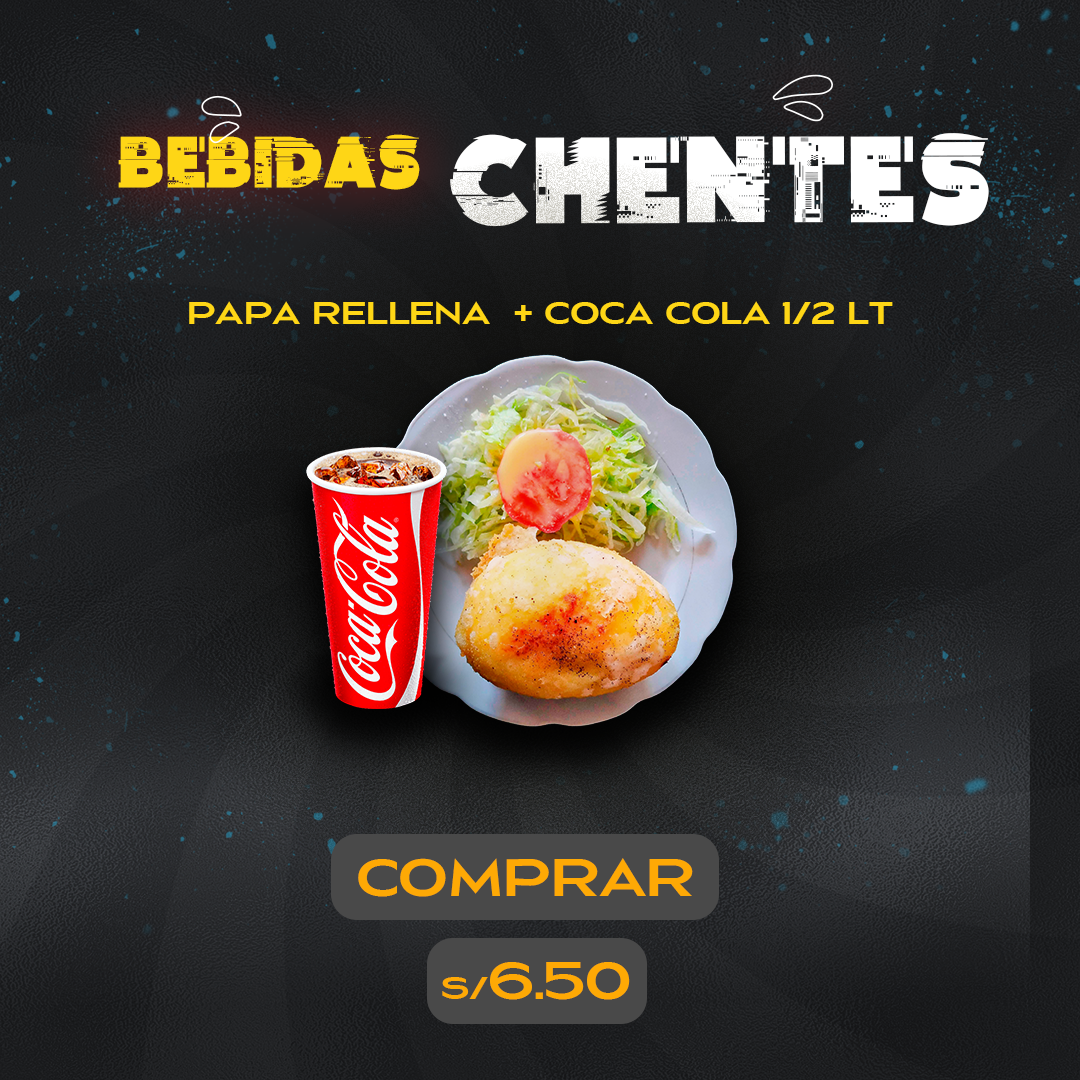 BEBIDAS CHENTES
PAPA RELLENA + COCA COLA 1/2 LT
Coca-Cola
COMPRAR
S/6.50